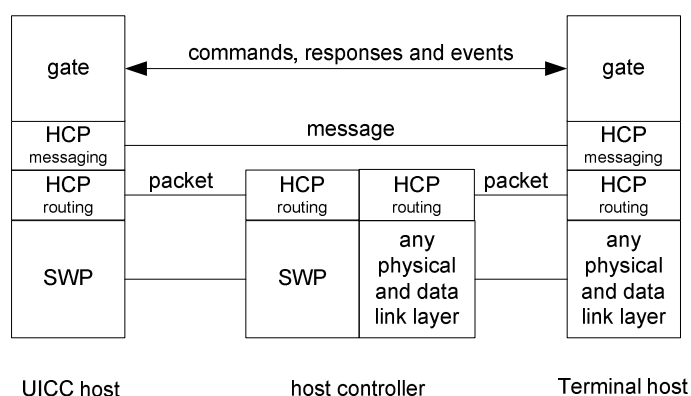 gate
commands, responses and events
gate
HCP
messaging
message
HCP
messaging
HCP
routing
packet
HCP
routing
HCP
routing
packet
HCP
routing
SWP
SWP
any
physical
and data
link layer
any
physical
and data
link layer
UICC host
host controller
Terminal host